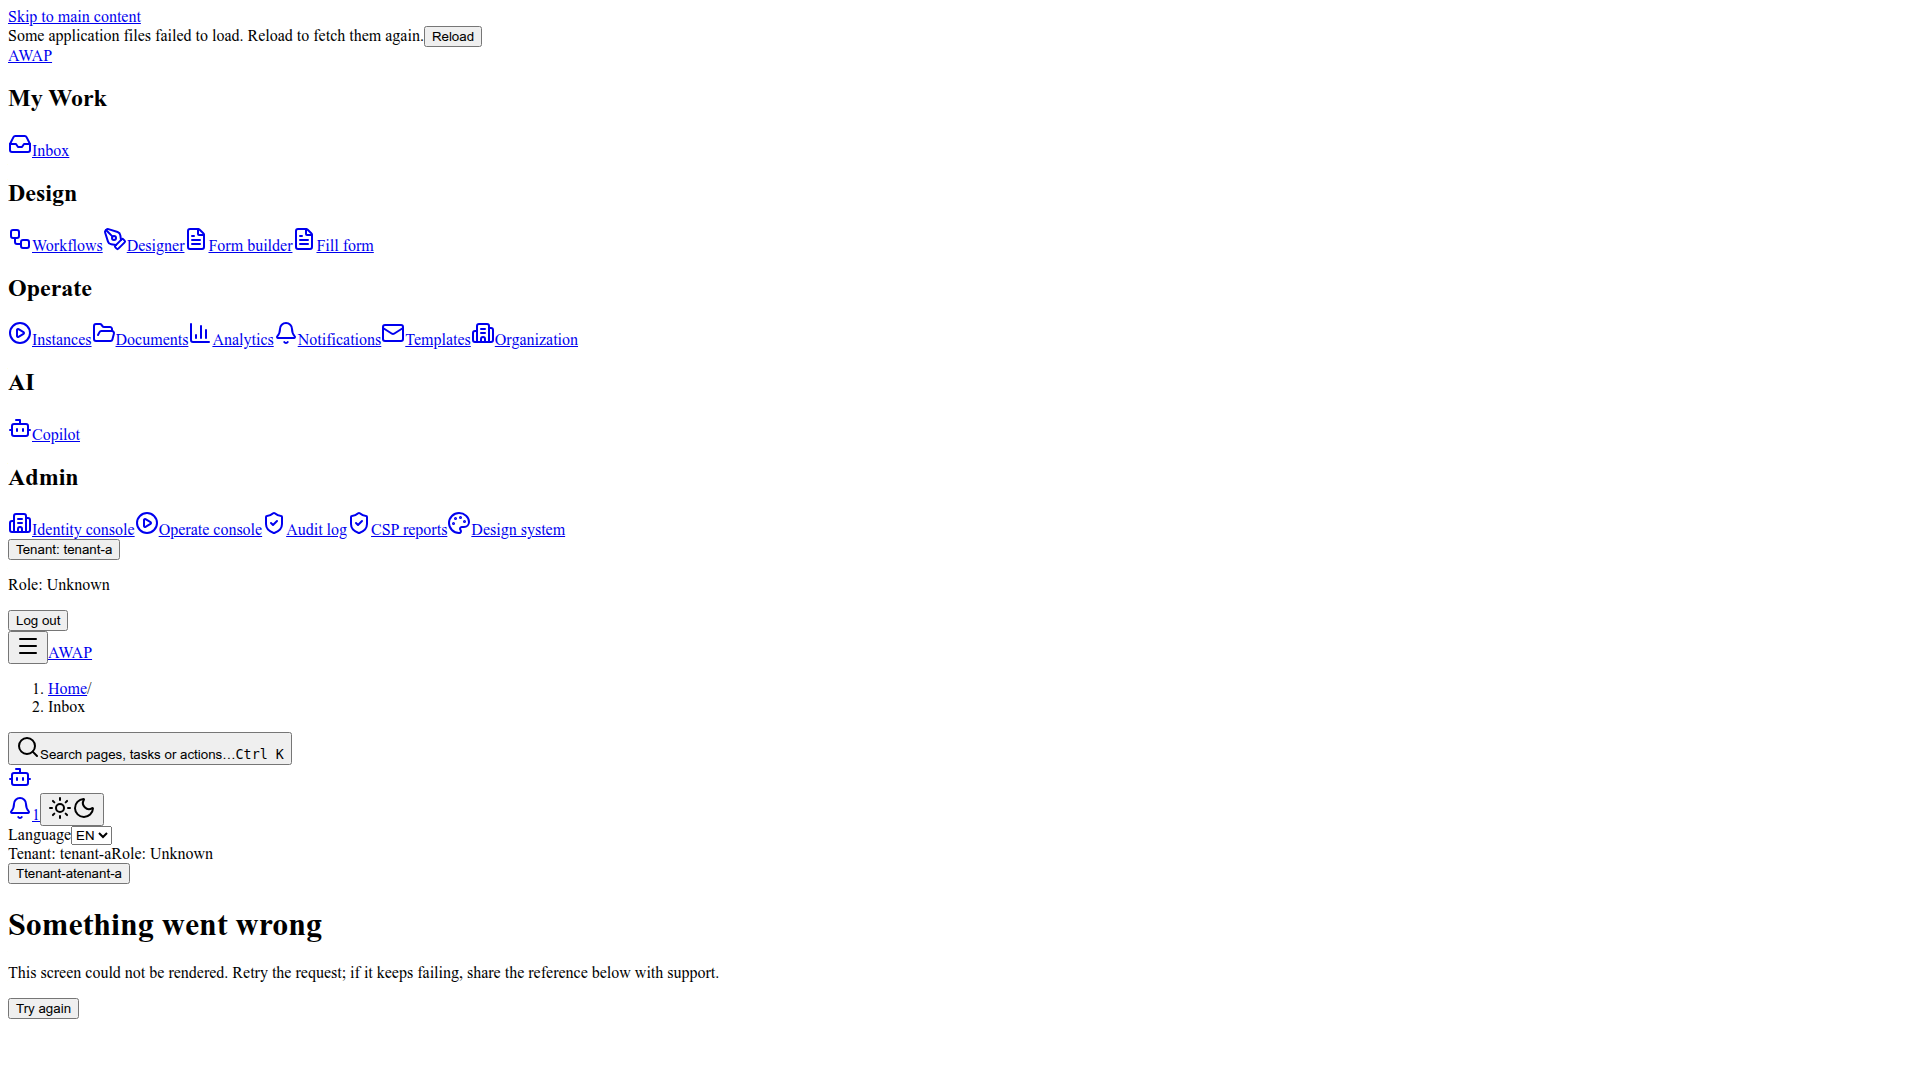 Skip to main content
Some application files failed to load. Reload to fetch them again. Reload
AWAP
My Work
Inbox
Design
Workflows Designer Form builder Fill form
Operate
Instances Documents Analytics Notifications Templates Organization
AI
Copilot
Admin
Identity console Operate console Audit log CSP reports Design system
Tenant: tenant-a
Role: Unknown
Log out
AWAP
1. Home/
2. Inbox
Search pages, tasks or actions…Ctrl K
1
Language EN
Tenant: tenant-aRole: Unknown
Ttenant-atenant-a
Something went wrong
This screen could not be rendered. Retry the request; if it keeps failing, share the reference below with support.
Try again